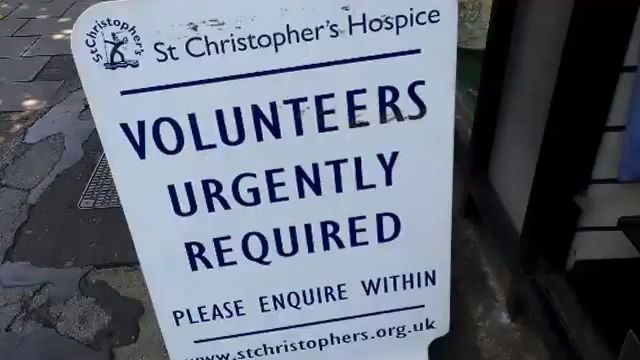 St Christopher's
St Christopher's Hospice
VOLUNTEERS
URGENTLY
REQUIRED
PLEASE ENQUIRE WITHIN
www.stchristophers.org.uk